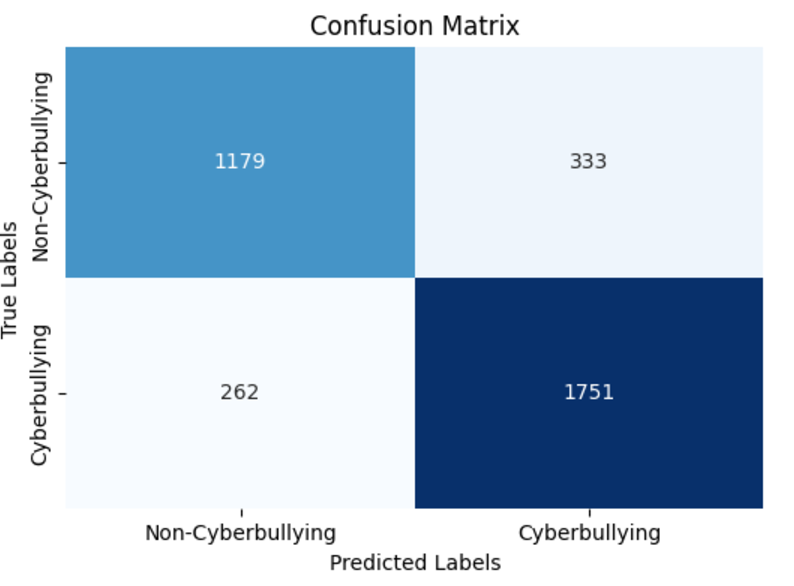 Confusion Matrix
True Labels
Non-Cyberbullying
1179
333
Cyberbullying
262
1751
Non-Cyberbullying
Cyberbullying
Predicted Labels